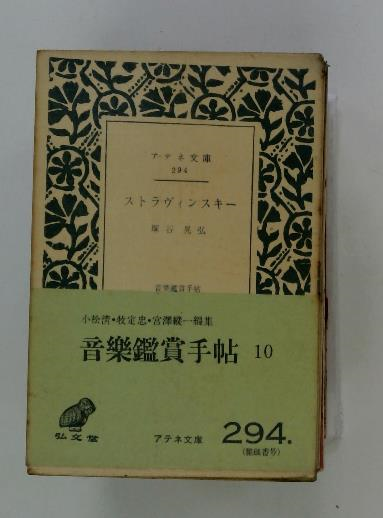 アテネ文庫
294
ストラヴィンスキー
塚谷晃弘
音樂鑑賞手帖
小松清・牧定忠・宮澤縱一編集
音樂鑑賞手帖 10
弘文堂
アテネ文庫
294.
(整理番号)